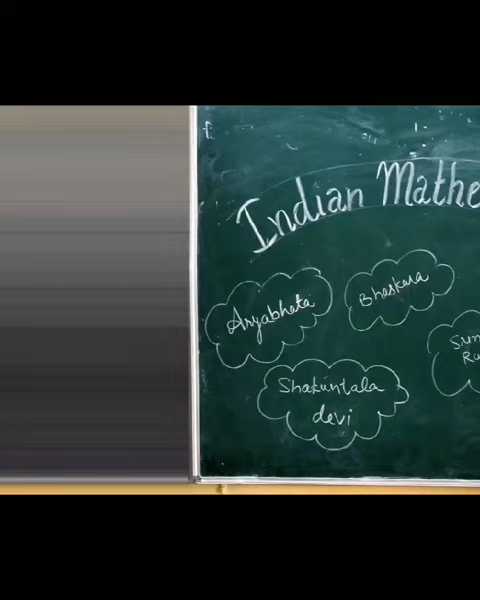 Indian Mathe
Aryabhata
Bhaskara
Shakuntala
devi